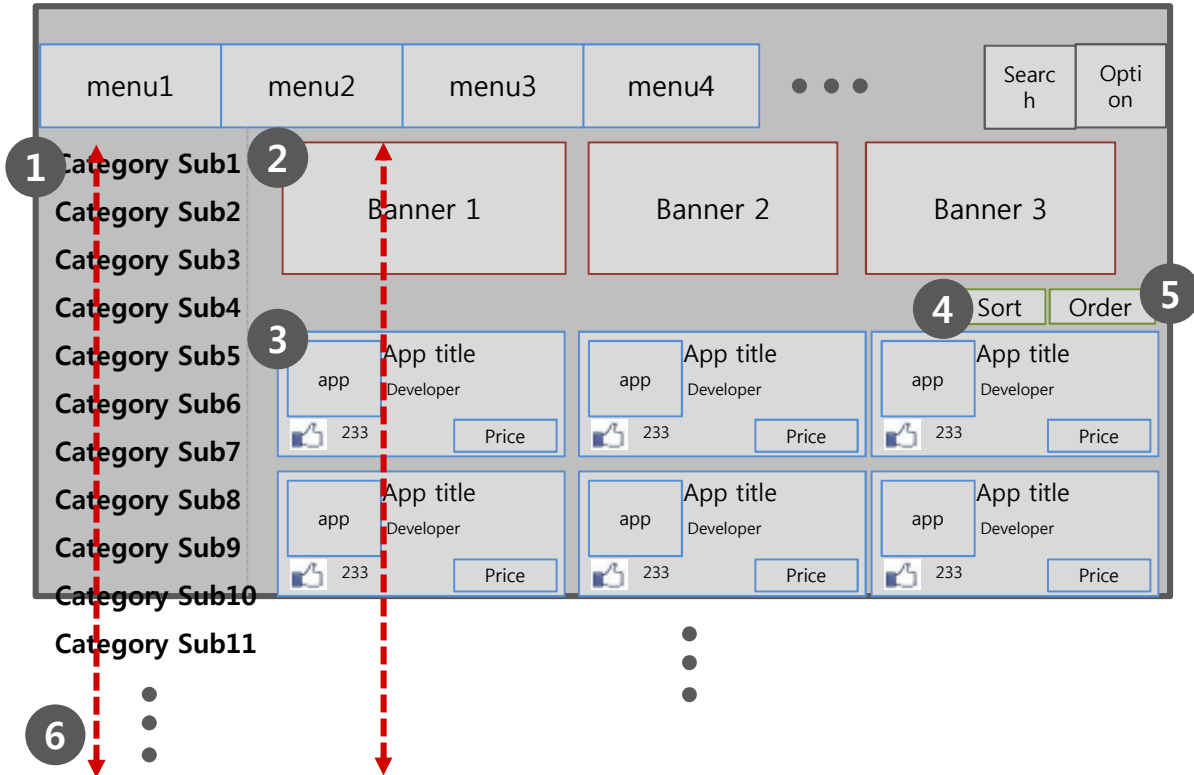 menu1
menu2
menu3
menu4
Searc
h
Opti
on
1
Category Sub1
Category Sub2
Category Sub3
Category Sub4
Category Sub5
Category Sub6
Category Sub7
Category Sub8
Category Sub9
Category Sub10
Category Sub11
6
2
Banner 1
Banner 2
Banner 3
4
Sort
Order
5
3
app
App title
Developer
233
Price
app
App title
Developer
233
Price
app
App title
Developer
233
Price
app
App title
Developer
233
Price
app
App title
Developer
233
Price
app
App title
Developer
233
Price